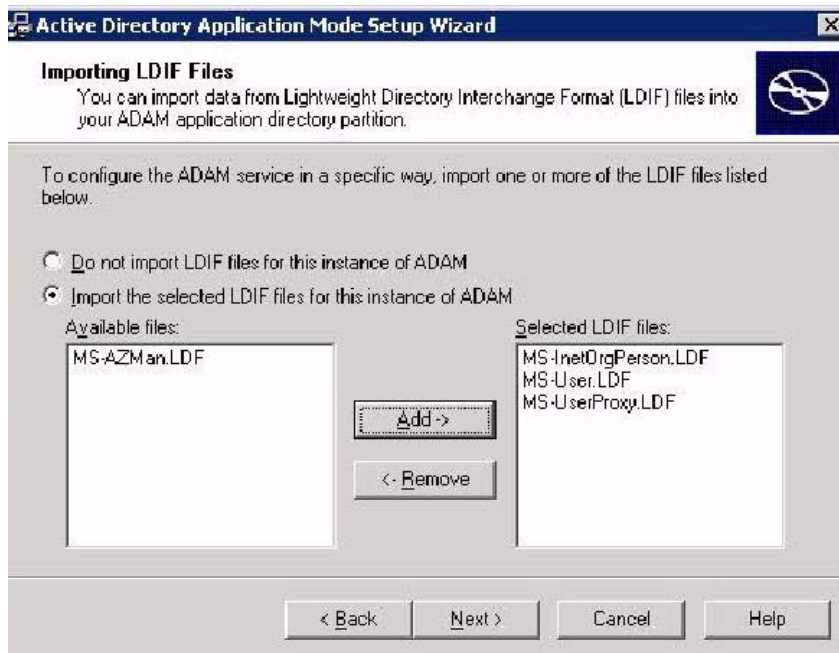 Active Directory Application Mode Setup Wizard
Importing LDIF Files
You can import data from Lightweight Directory Interchange Format (LDIF) files into
your ADAM application directory partition.
To configure the ADAM service in a specific way, import one or more of the LDIF files listed
below.
Do not import LDIF files for this instance of ADAM
Import the selected LDIF files for this instance of ADAM
Available files:
Selected LDIF files:
MS-AZMan.LDF
MS-InetOrgPerson.LDF
MS-User.LDF
MS-UserProxy.LDF
Add ->
<- Remove
< Back
Next >
Cancel
Help